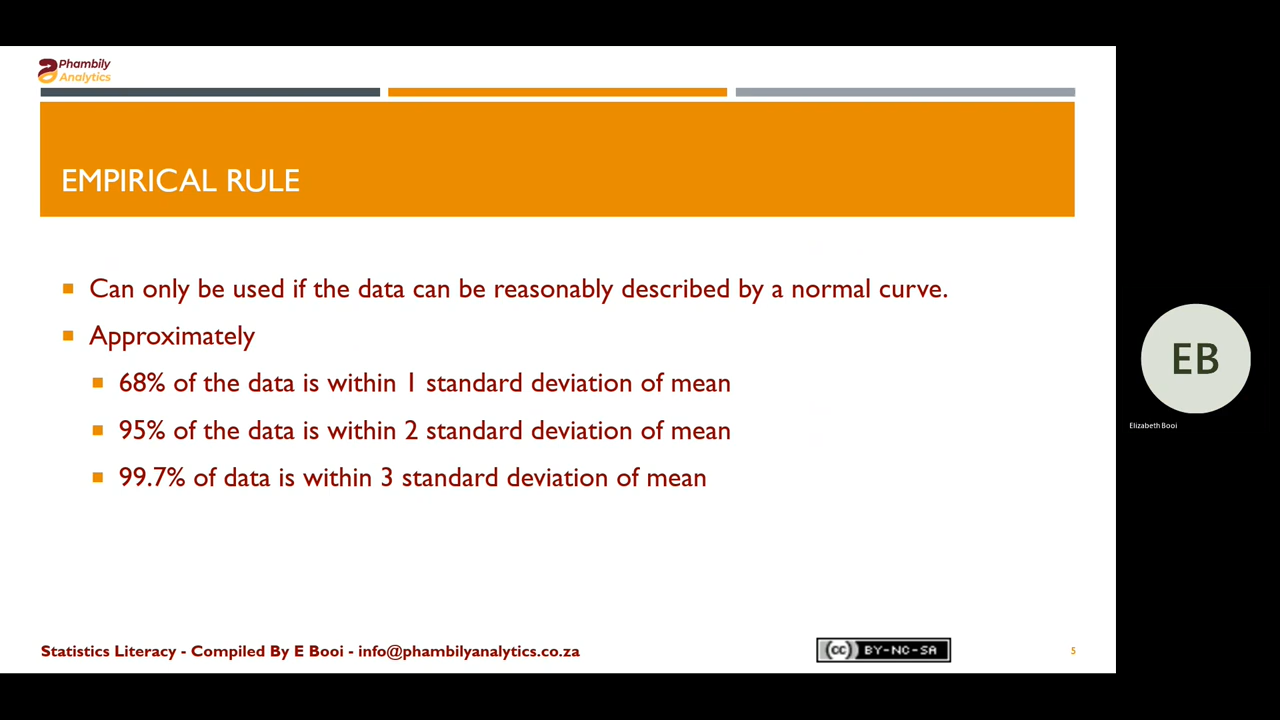 Phambily
Analytics
EMPIRICAL RULE
Can only be used if the data can be reasonably described by a normal curve.
Approximately
68% of the data is within 1 standard deviation of mean
95% of the data is within 2 standard deviation of mean
99.7% of data is within 3 standard deviation of mean
EB
Elizabeth Booi
Statistics Literacy - Compiled By E Booi - info@phambilyanalytics.co.za
cc BY-NC-SA
5